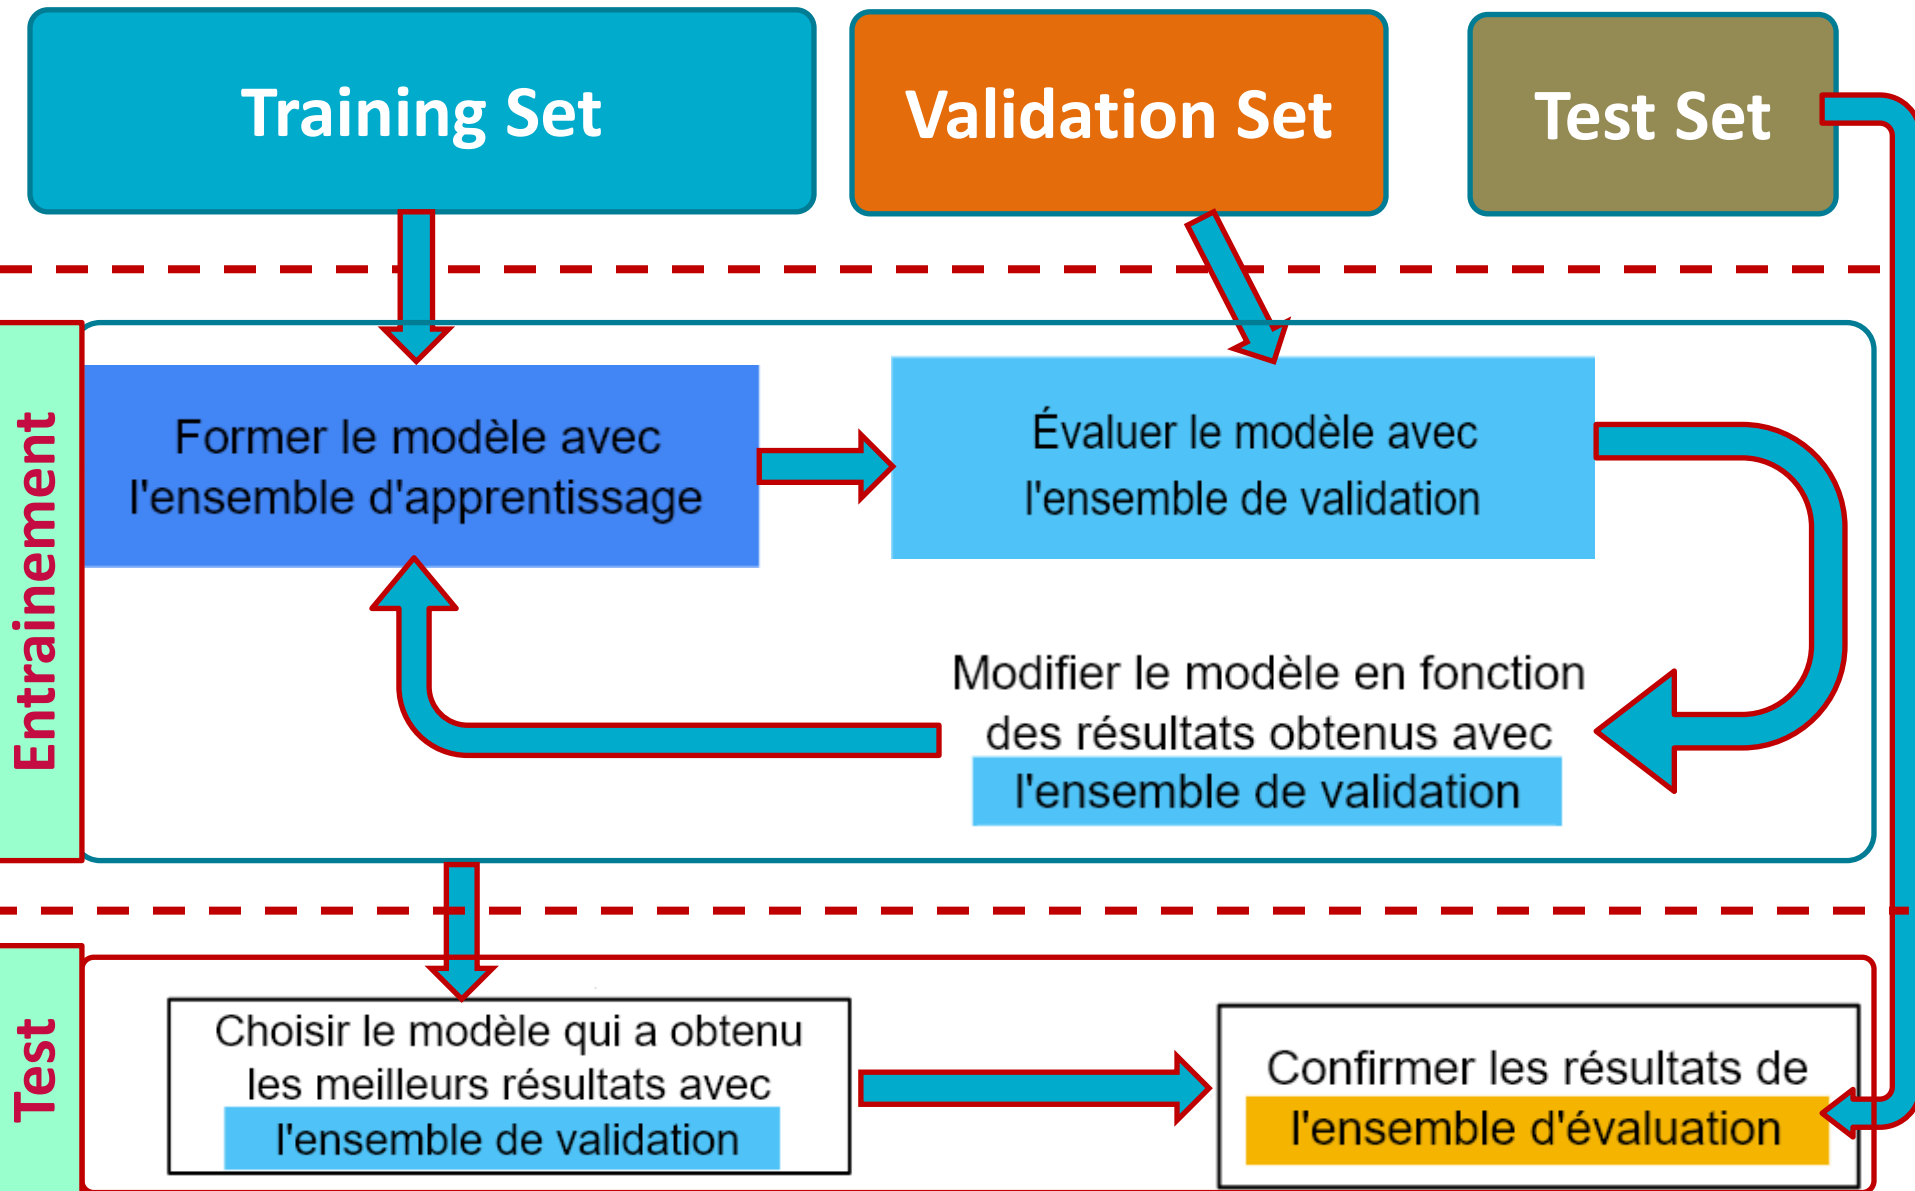 Training Set
Validation Set
Test Set
Entrainement
Former le modèle avec
l'ensemble d'apprentissage
Évaluer le modèle avec
l'ensemble de validation
Modifier le modèle en fonction
des résultats obtenus avec
l'ensemble de validation
Test
Choisir le modèle qui a obtenu
les meilleurs résultats avec
l'ensemble de validation
Confirmer les résultats de
l'ensemble d'évaluation